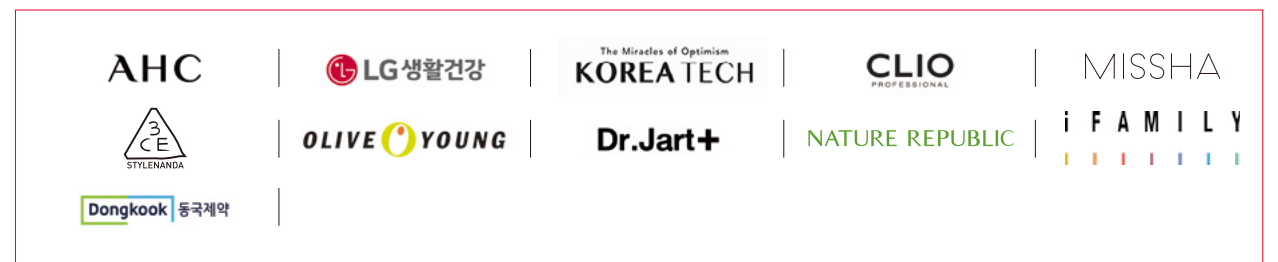 AHC
LG생활건강
The Miracles of Optimism
KOREA TECH
CLIO
PROFESSIONAL
MISSHA
3CE
STYLENANDA
OLIVE YOUNG
Dr.Jart+
NATURE REPUBLIC
iFAMILY
Dongkook 동국제약